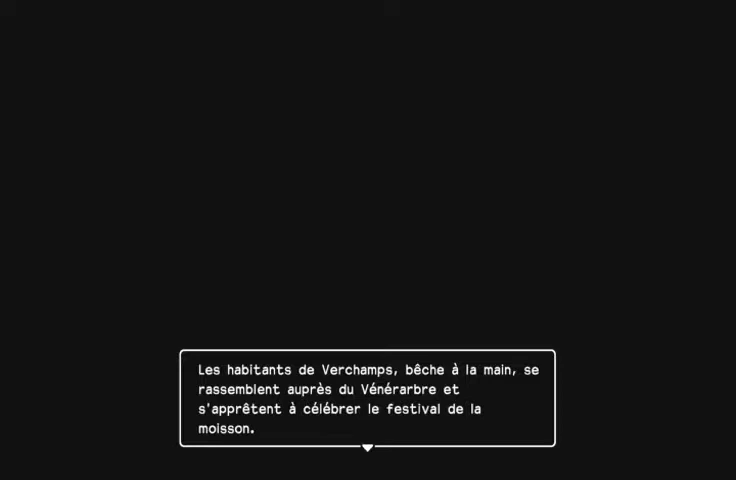 Les habitants de Verchamps, bêche à la main, se
rassemblent auprès du Vénérarbre et
s'apprêtent à célébrer le festival de la
moisson.